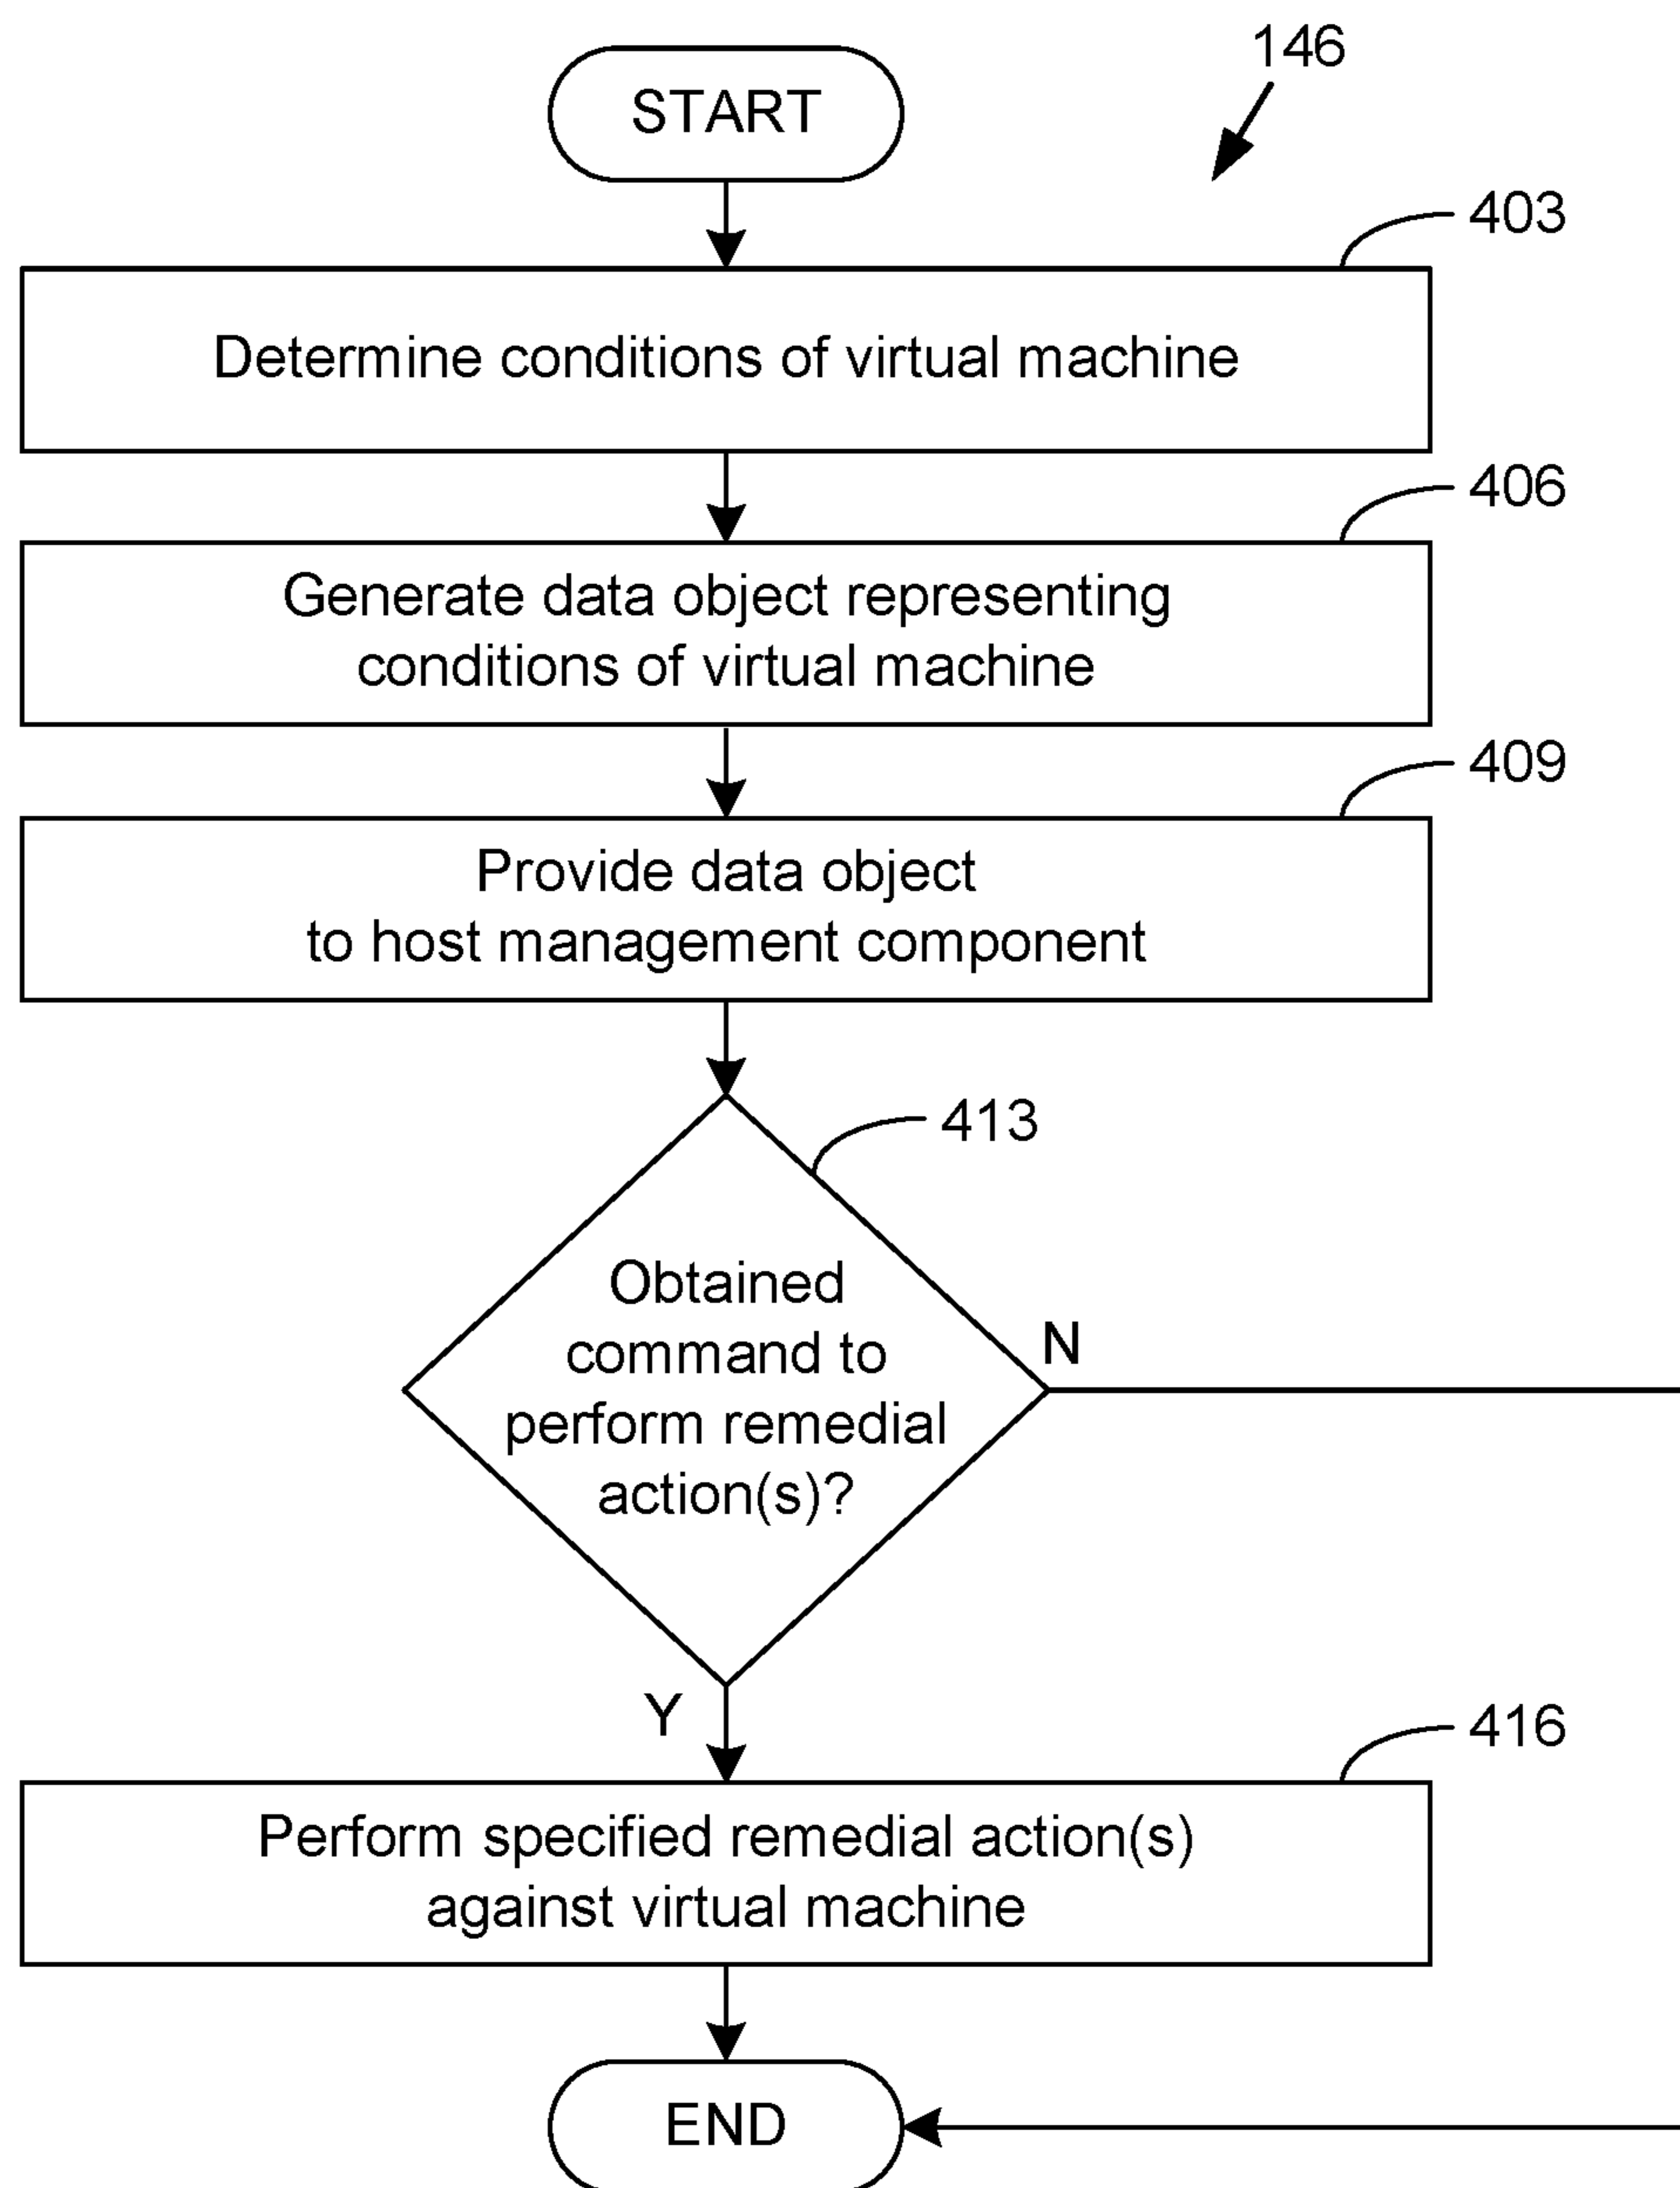 146
START
403
Determine conditions of virtual machine
406
Generate data object representing
conditions of virtual machine
409
Provide data object
to host management component
413
Obtained
command to
perform remedial
action(s)?
N
Y
416
Perform specified remedial action(s)
against virtual machine
END